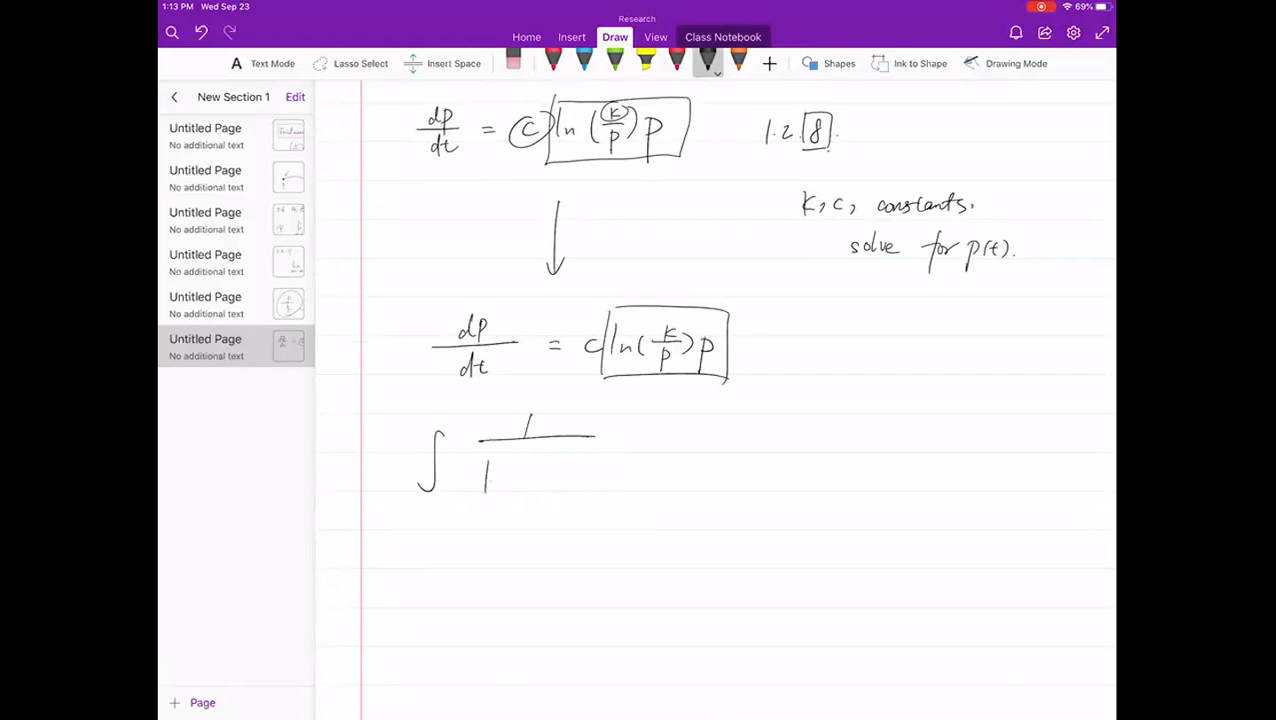 1:13 PM Wed Sep 23
69%
Research
Home Insert Draw View Class Notebook
Text Mode Lasso Select Insert Space Shapes Ink to Shape Drawing Mode
New Section 1 Edit
Untitled Page
No additional text
Untitled Page
No additional text
Untitled Page
No additional text
Untitled Page
No additional text
Untitled Page
No additional text
Untitled Page
No additional text
Page
dp/dt = c ln(k/p) p 1.2.8.
k, c, constants.
solve for p(t).
dp/dt = c ln(k/p) p
∫ 1/l